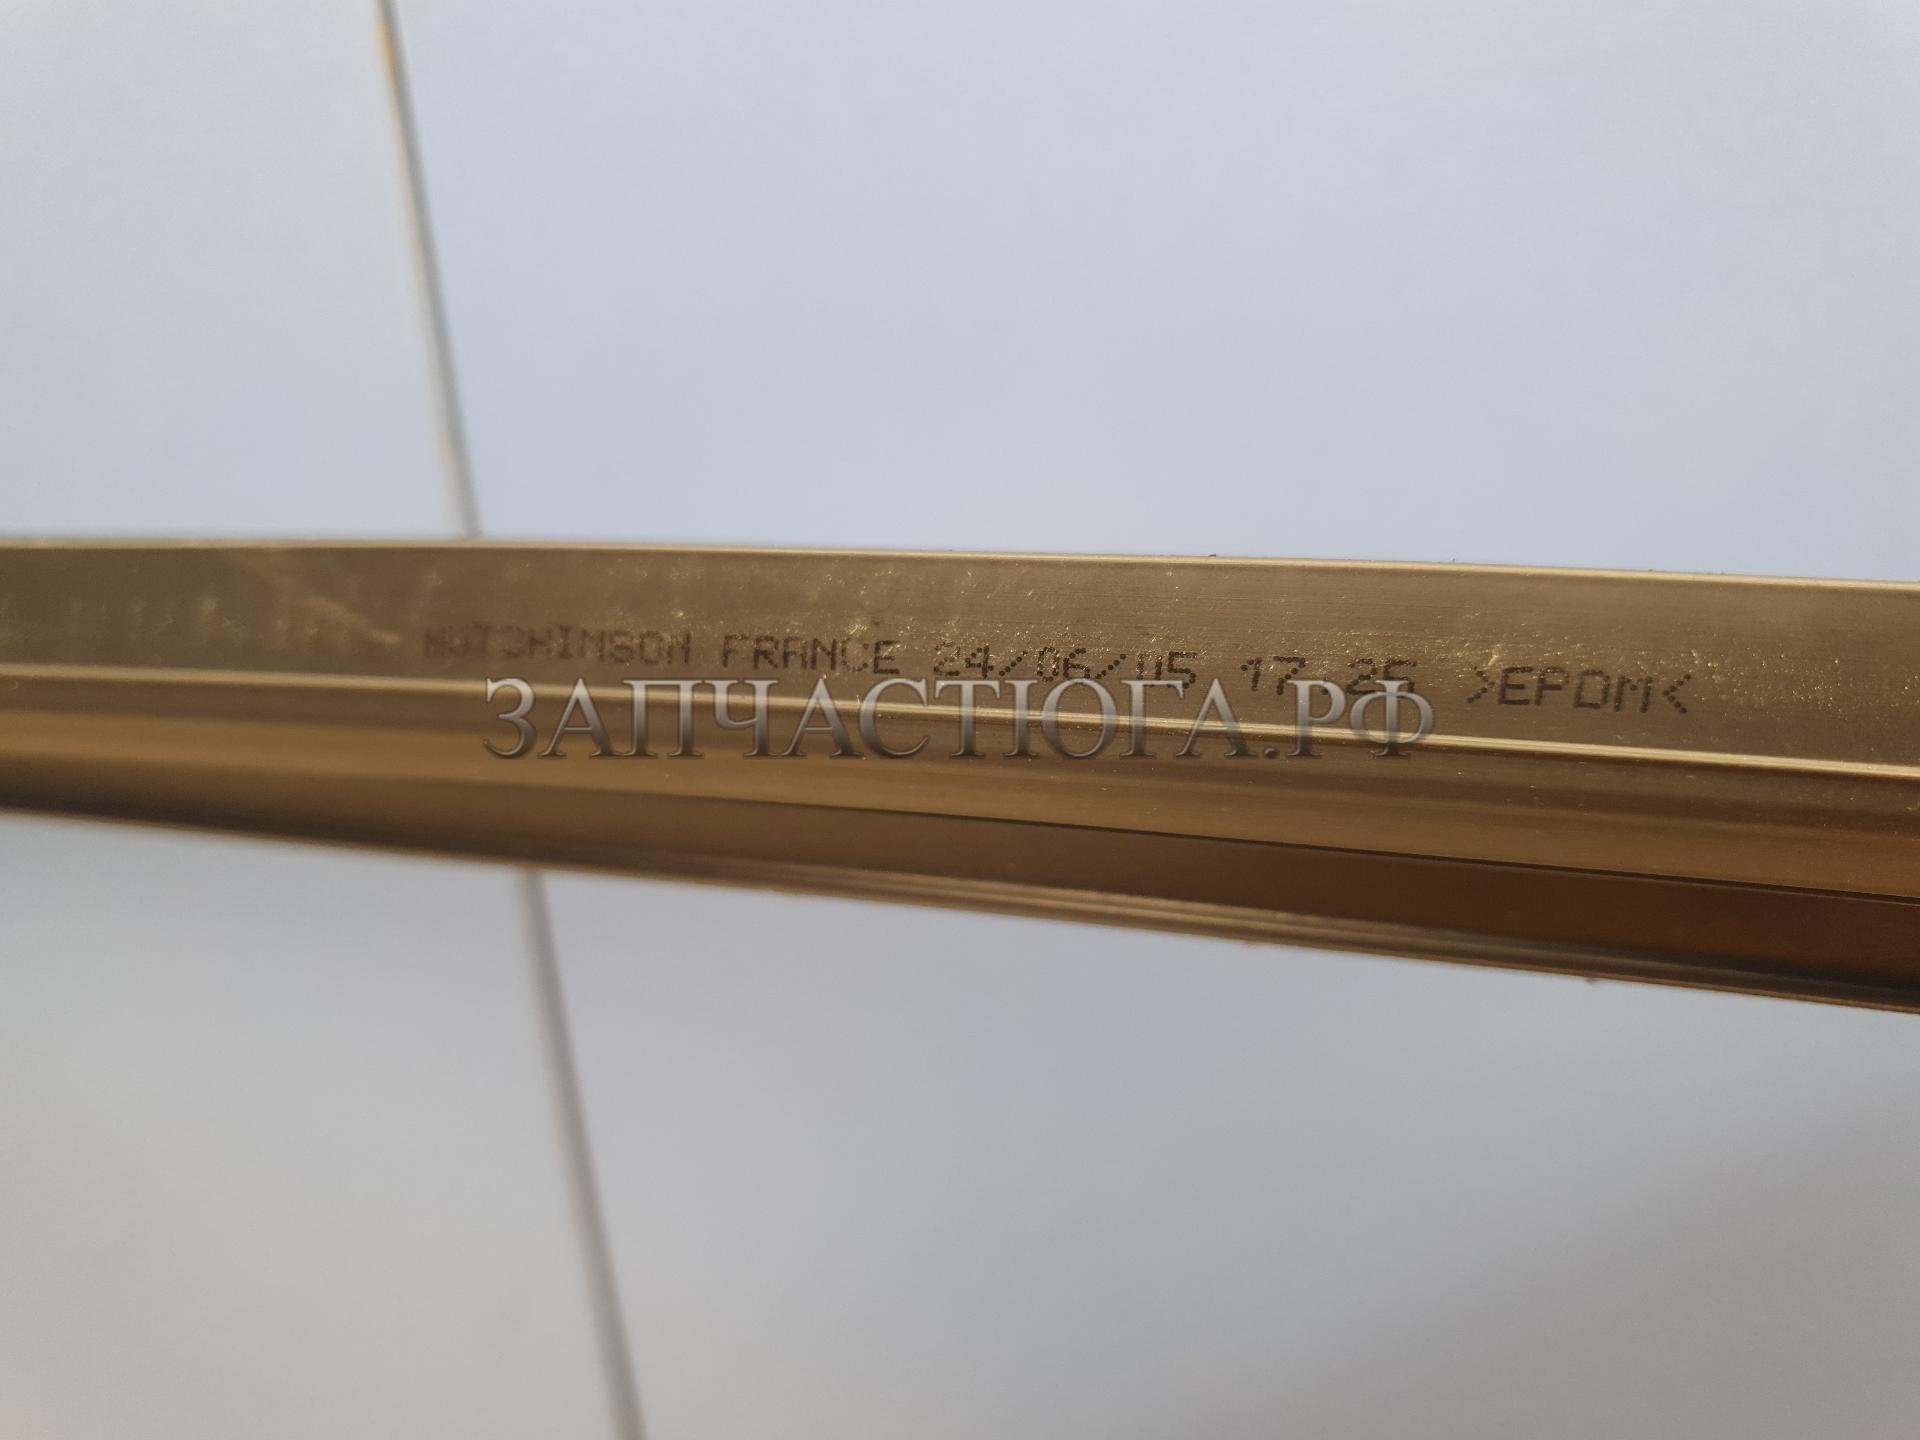 HUTCHINSON FRANCE 24/06/05 17 25 >EPDM<
ЗАПЧАСТЮГА.РФ